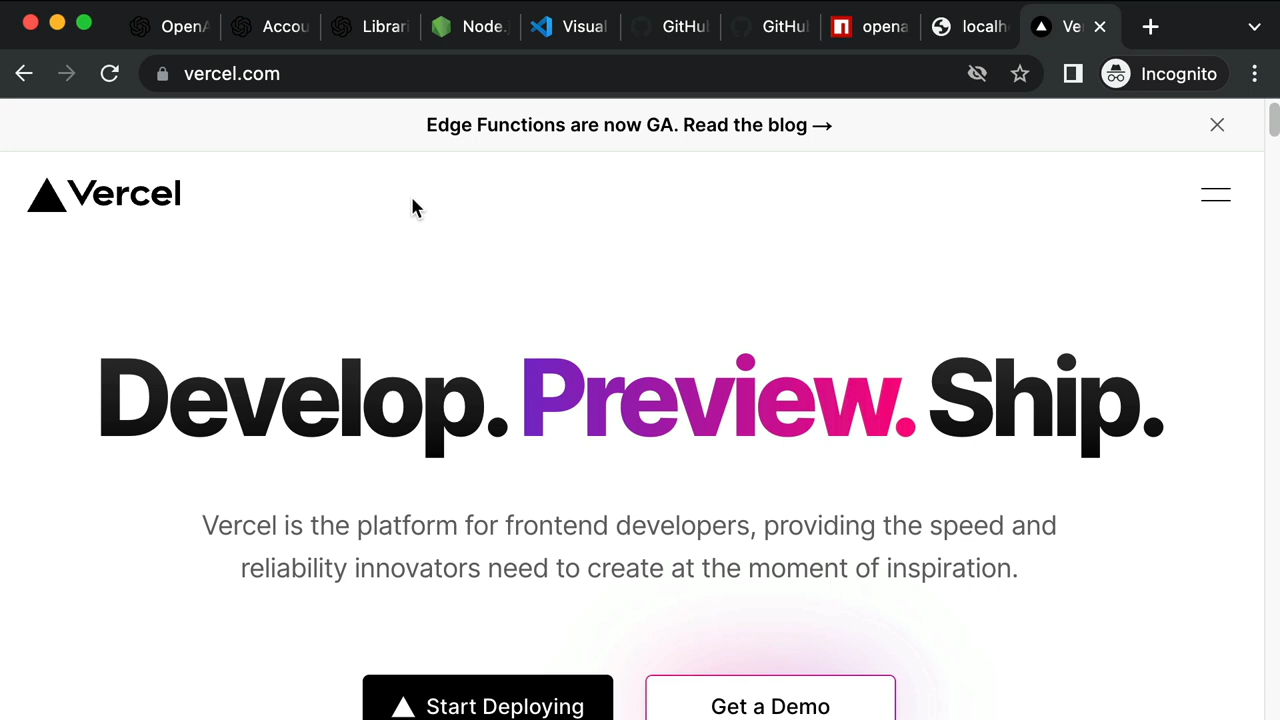 OpenA Accou Librari Node.j Visual GitHu GitHu opena localh Ve
vercel.com
Incognito
Edge Functions are now GA. Read the blog →
Vercel
Develop. Preview. Ship.
Vercel is the platform for frontend developers, providing the speed and
reliability innovators need to create at the moment of inspiration.
Start Deploying
Get a Demo